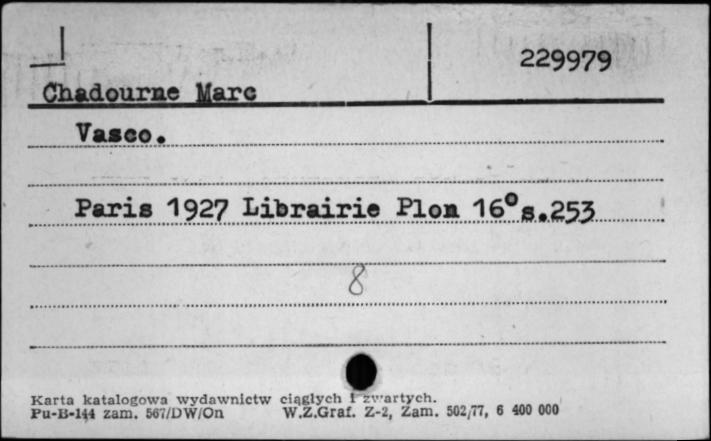 229979
Chadourne Marc
Vasco.
Paris 1927 Librairie Plon 16° s.253
8
Karta katalogowa wydawnictw ciągłych i zwartych.
Pu-B-144 zam. 567/DW/On W.Z.Graf. Z-2, Zam. 502/77, 6 400 000